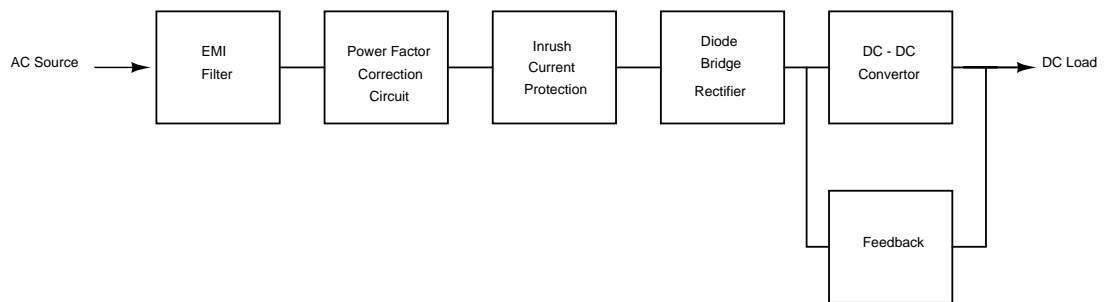 AC Source
EMI
Filter
Power Factor
Correction
Circuit
Inrush
Current
Protection
Diode
Bridge
Rectifier
DC - DC
Convertor
DC Load
Feedback